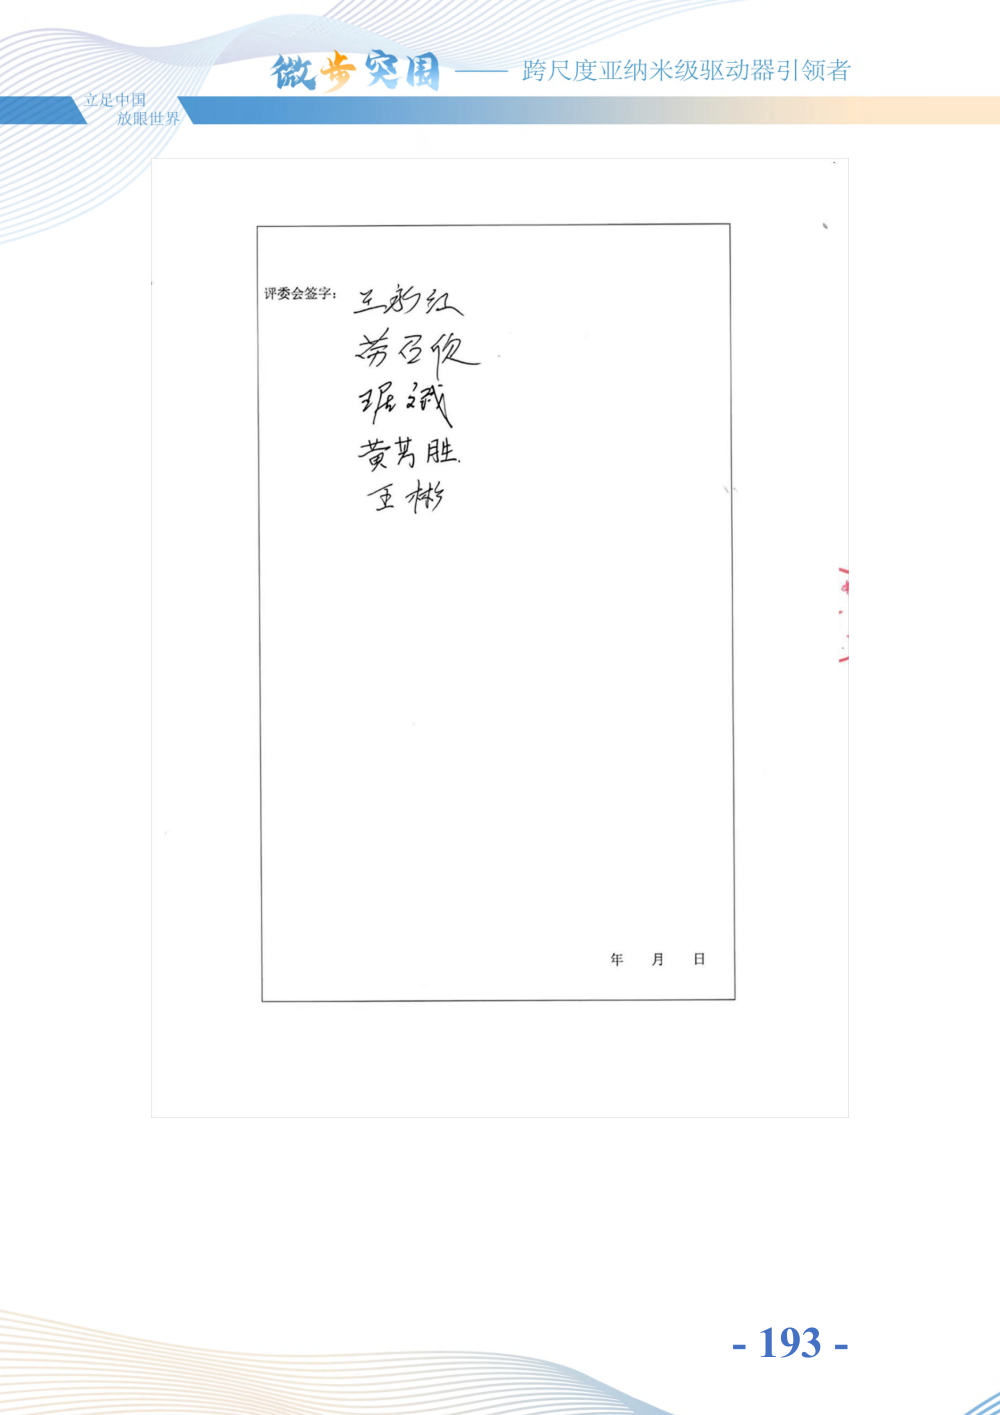 微步突围 —— 跨尺度亚纳米级驱动器引领者
立足中国
放眼世界
评委会签字：
黄芳胜
王彬
年 月 日
- 193 -